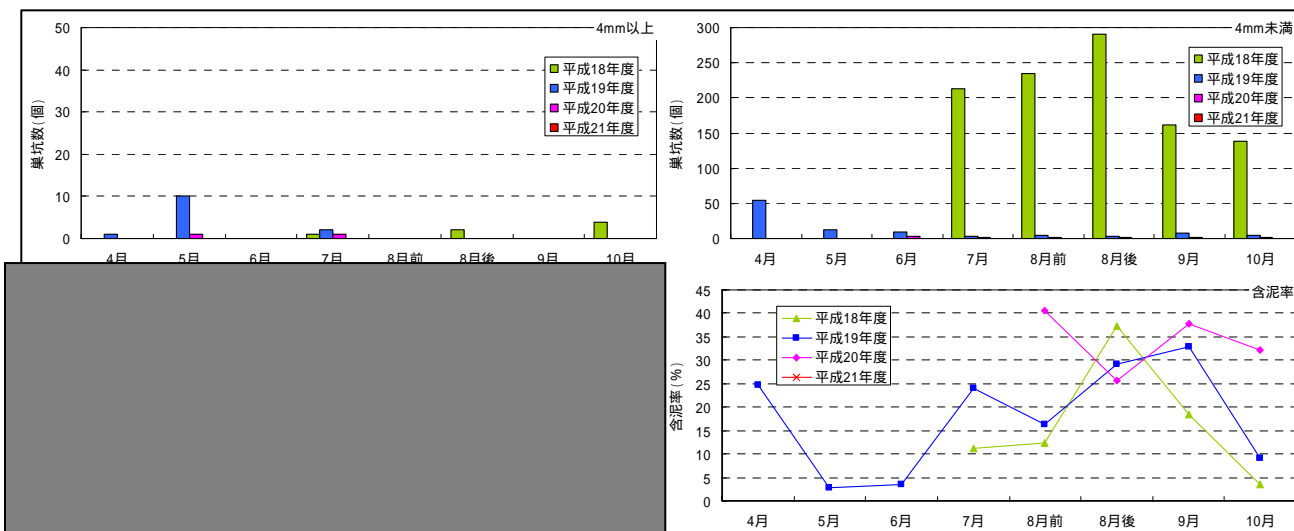 4mm以上
50
40
30
20
10
0
巣坑数(個)
平成18年度
平成19年度
平成20年度
平成21年度
4月 5月 6月 7月 8月前 8月後 9月 10月
4mm未満
300
250
200
150
100
50
0
巣坑数(個)
平成18年度
平成19年度
平成20年度
平成21年度
4月 5月 6月 7月 8月前 8月後 9月 10月
含泥率
45
40
35
30
25
20
15
10
5
0
含泥率(%)
平成18年度
平成19年度
平成20年度
平成21年度
4月 5月 6月 7月 8月前 8月後 9月 10月